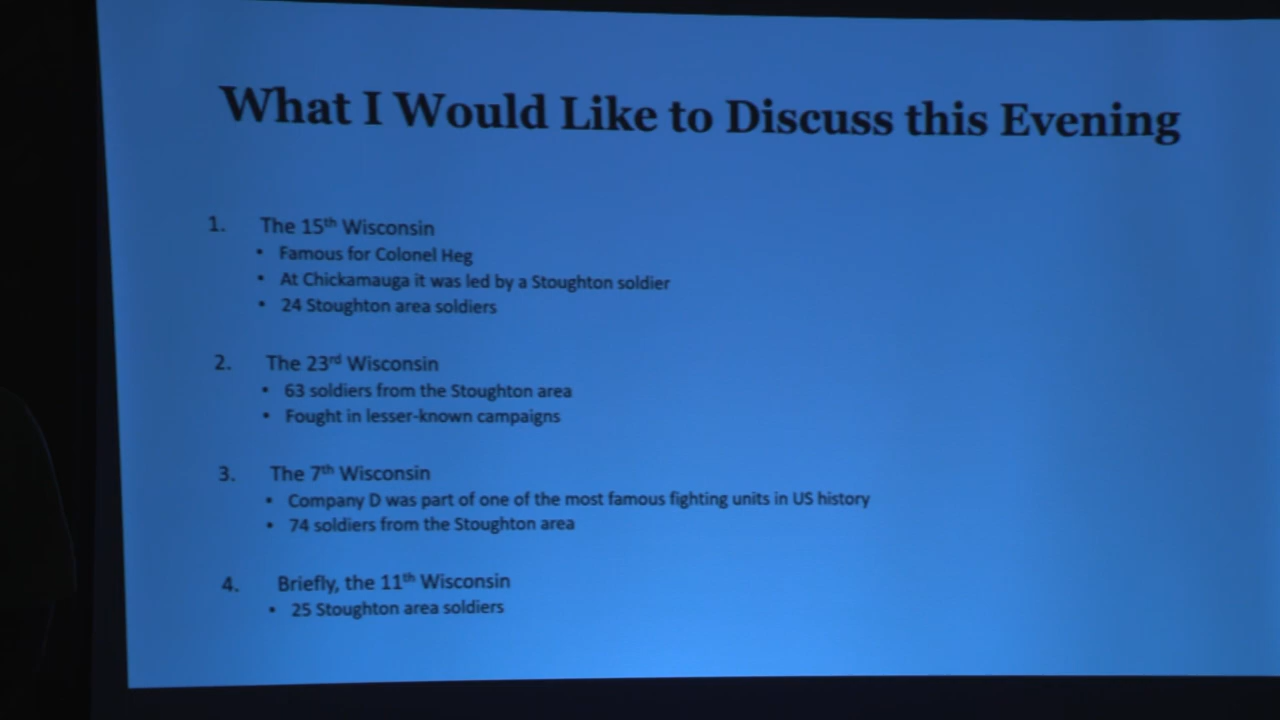 What I Would Like to Discuss this Evening
1. The 15th Wisconsin
• Famous for Colonel Heg
• At Chickamauga it was led by a Stoughton soldier
• 24 Stoughton area soldiers
2. The 23rd Wisconsin
• 63 soldiers from the Stoughton area
• Fought in lesser-known campaigns
3. The 7th Wisconsin
• Company D was part of one of the most famous fighting units in US history
• 74 soldiers from the Stoughton area
4. Briefly, the 11th Wisconsin
• 25 Stoughton area soldiers